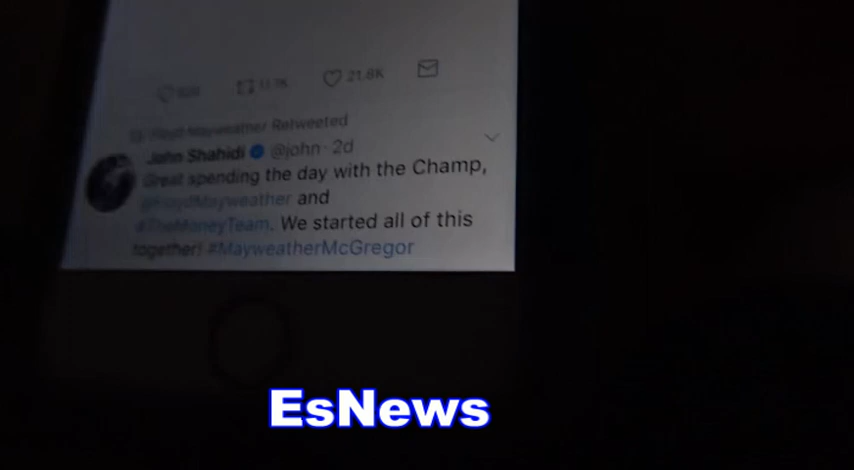 21.8K
Mayweather Retweeted
John Shahidi @john · 2d
Great spending the day with the Champ,
@FloydMayweather and
#TheMoneyTeam. We started all of this
together! #MayweatherMcGregor
EsNews